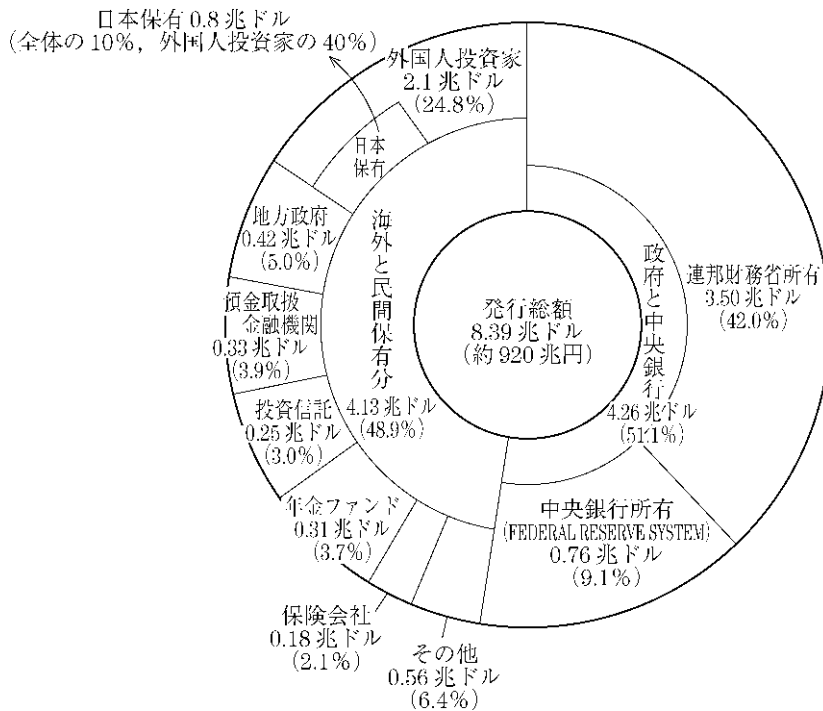 日本保有 0.8 兆ドル
(全体の 10%，外国人投資家の 40%)
外国人投資家
2.1 兆ドル
(24.8%)
日本
保有
地方政府
0.42 兆ドル
(5.0%)
預金取扱
金融機関
0.33 兆ドル
(3.9%)
投資信託
0.25 兆ドル
(3.0%)
年金ファンド
0.31 兆ドル
(3.7%)
保険会社
0.18 兆ドル
(2.1%)
その他
0.56 兆ドル
(6.4%)
海外と民間保有分
4.13 兆ドル
(48.9%)
発行総額
8.39 兆ドル
(約 920 兆円)
政府と中央銀行
4.26 兆ドル
(51.1%)
連邦財務省所有
3.50 兆ドル
(42.0%)
中央銀行所有
(FEDERAL RESERVE SYSTEM)
0.76 兆ドル
(9.1%)